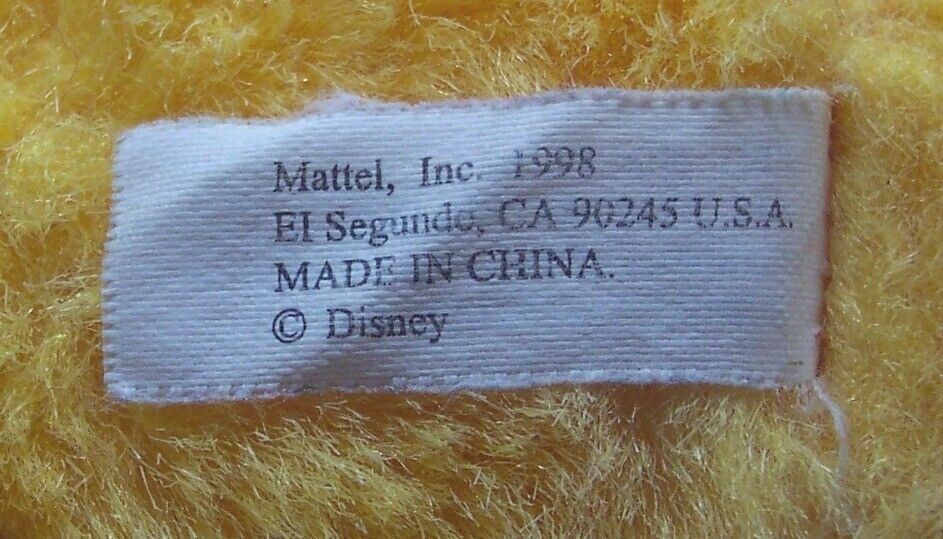 Mattel, Inc. 1998
El Segundo, CA 90245 U.S.A.
MADE IN CHINA.
© Disney